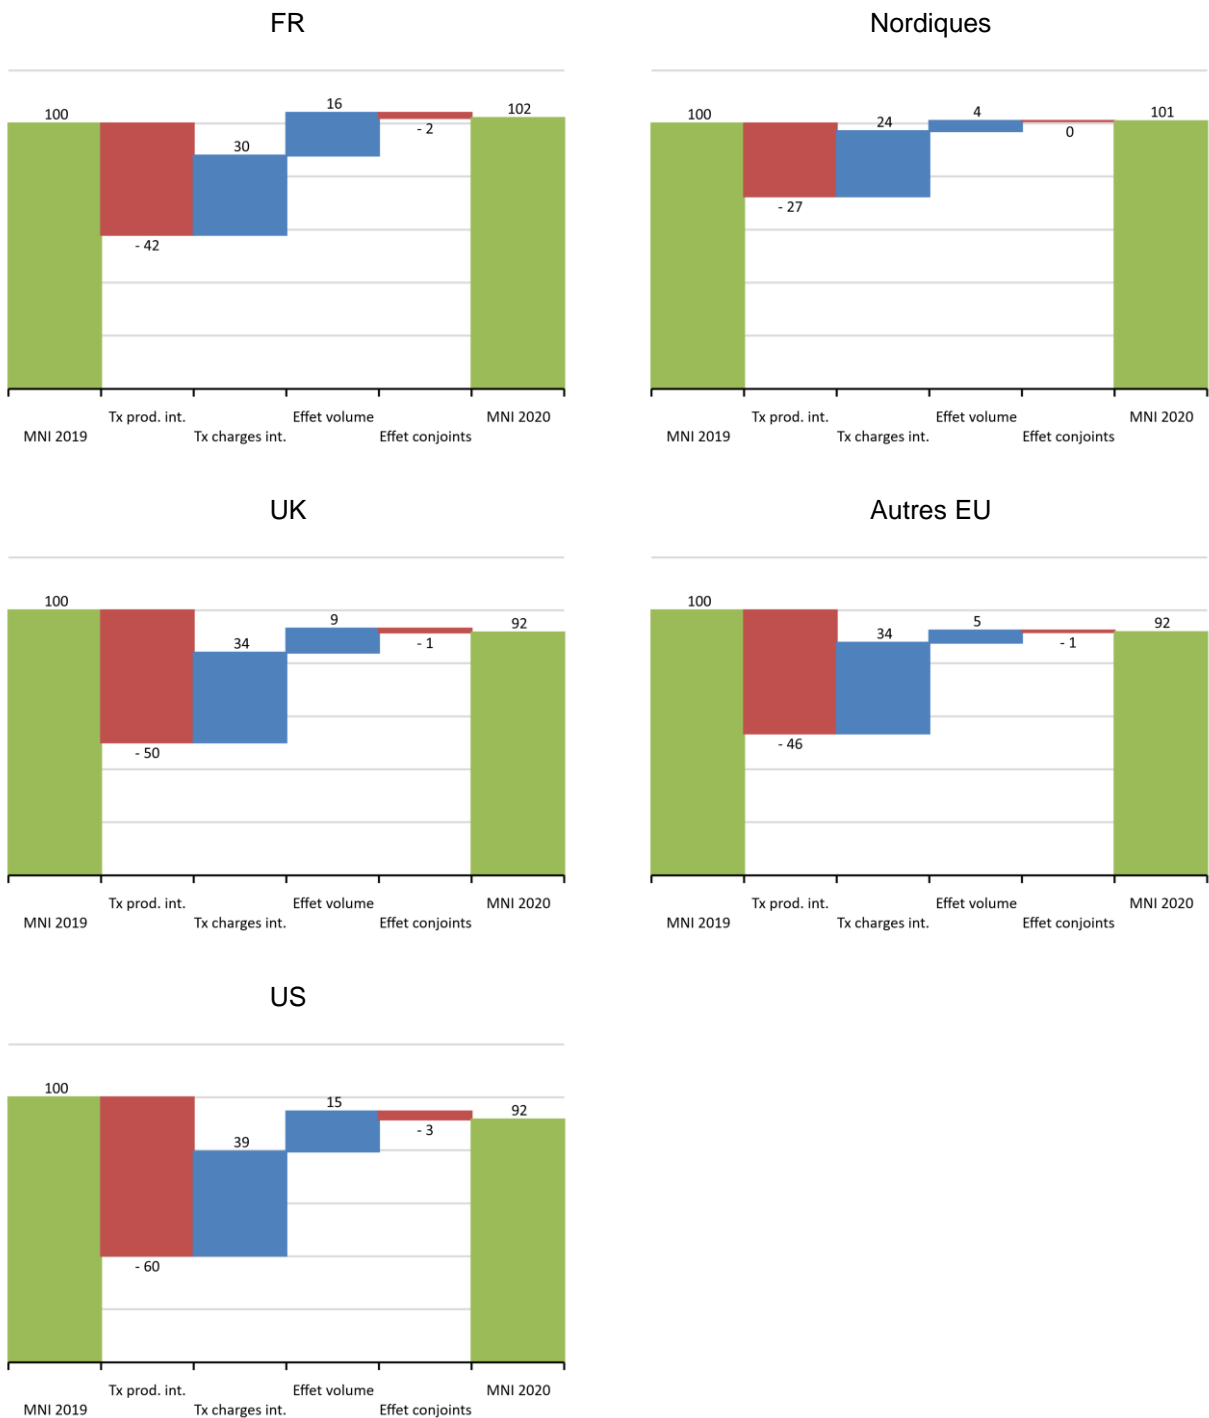 FR
100
- 42
30
16
- 2
102
Tx prod. int.
Effet volume
MNI 2020
MNI 2019
Tx charges int.
Effet conjoints
Nordiques
100
- 27
24
4
0
101
Tx prod. int.
Effet volume
MNI 2020
MNI 2019
Tx charges int.
Effet conjoints
UK
100
- 50
34
9
- 1
92
Tx prod. int.
Effet volume
MNI 2020
MNI 2019
Tx charges int.
Effet conjoints
Autres EU
100
- 46
34
5
- 1
92
Tx prod. int.
Effet volume
MNI 2020
MNI 2019
Tx charges int.
Effet conjoints
US
100
- 60
39
15
- 3
92
Tx prod. int.
Effet volume
MNI 2020
MNI 2019
Tx charges int.
Effet conjoints